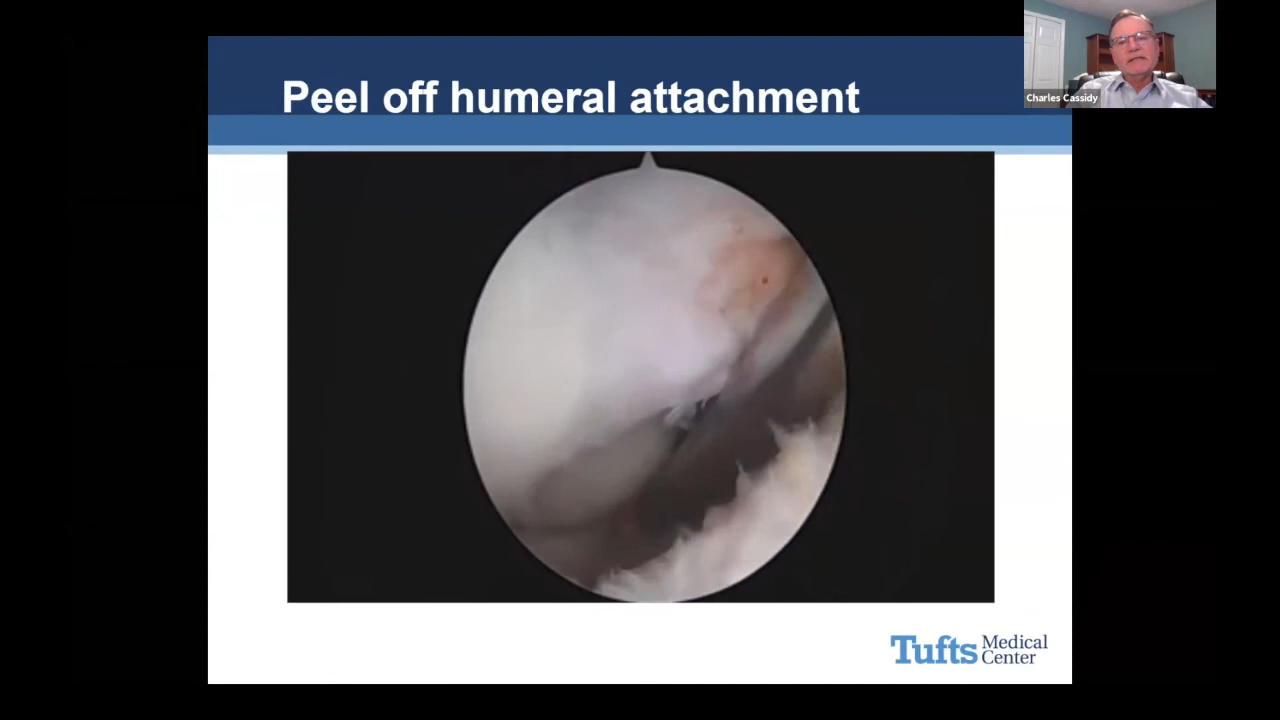 Peel off humeral attachment
Charles Cassidy
Tufts Medical
Center